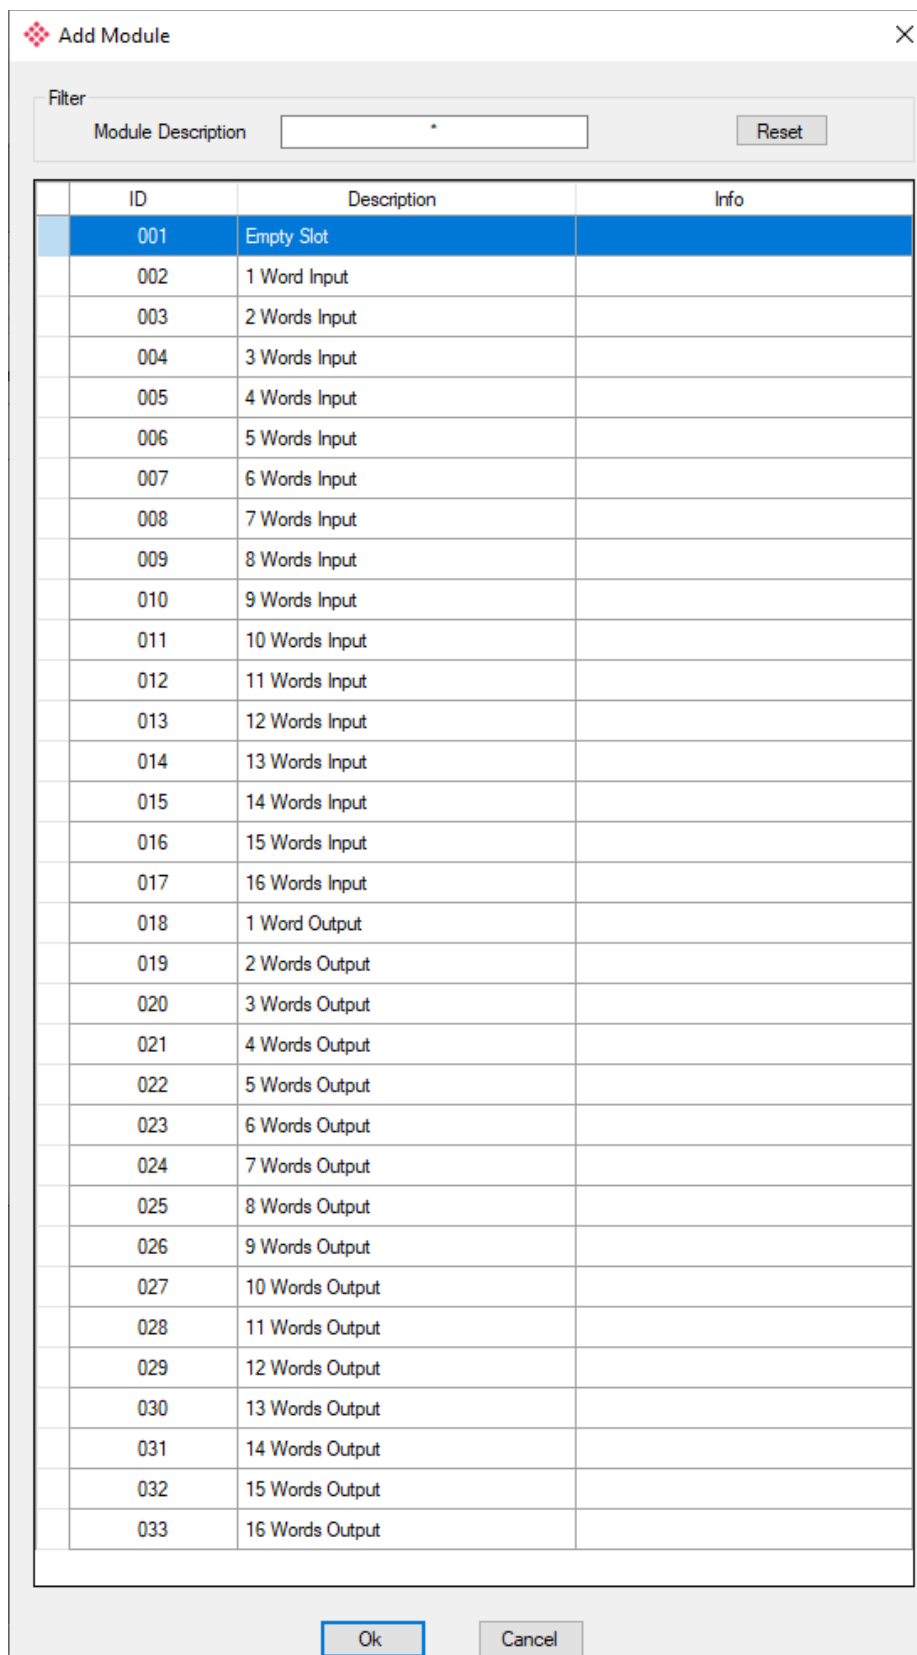 Add Module
Filter
Module Description * Reset
ID Description Info
001 Empty Slot
002 1 Word Input
003 2 Words Input
004 3 Words Input
005 4 Words Input
006 5 Words Input
007 6 Words Input
008 7 Words Input
009 8 Words Input
010 9 Words Input
011 10 Words Input
012 11 Words Input
013 12 Words Input
014 13 Words Input
015 14 Words Input
016 15 Words Input
017 16 Words Input
018 1 Word Output
019 2 Words Output
020 3 Words Output
021 4 Words Output
022 5 Words Output
023 6 Words Output
024 7 Words Output
025 8 Words Output
026 9 Words Output
027 10 Words Output
028 11 Words Output
029 12 Words Output
030 13 Words Output
031 14 Words Output
032 15 Words Output
033 16 Words Output
Ok Cancel